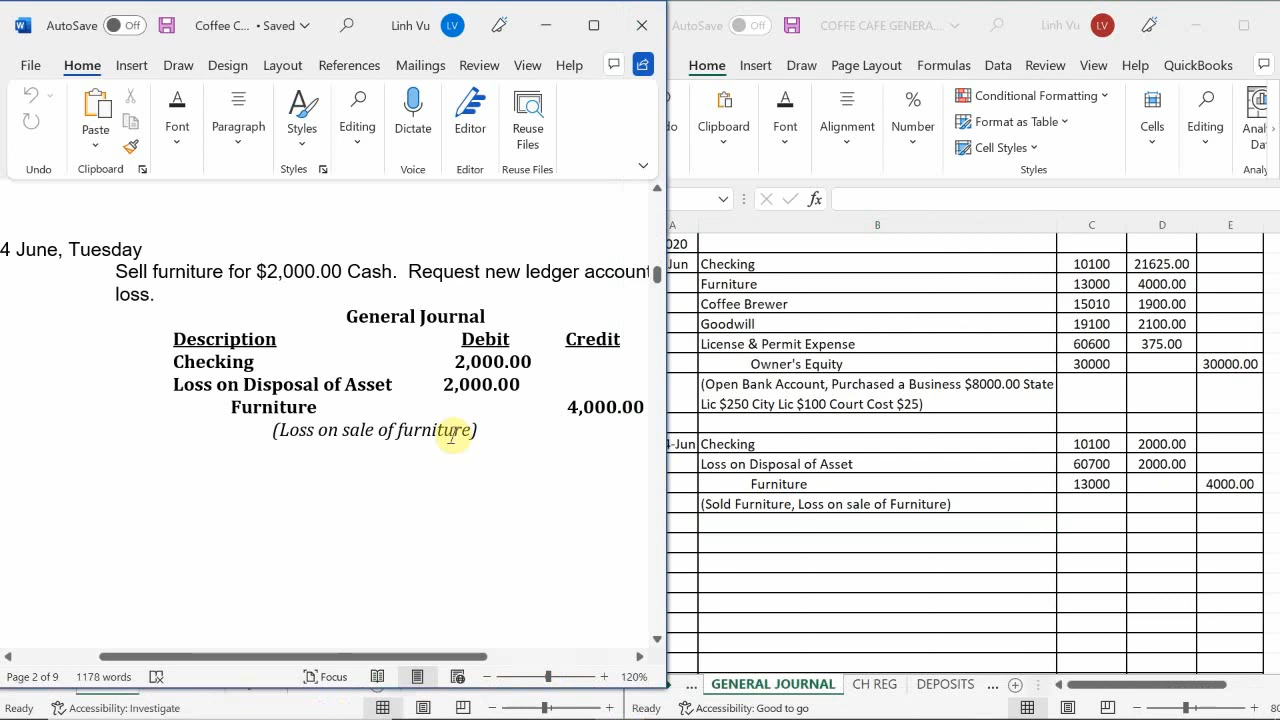 AutoSave Off Coffee C... • Saved Linh Vu LV
File Home Insert Draw Design Layout References Mailings Review View Help
Paste Font Paragraph Styles Editing Dictate Editor Reuse Files
Undo Clipboard Styles Voice Editor Reuse Files
4 June, Tuesday
Sell furniture for $2,000.00 Cash. Request new ledger account
loss.
General Journal
Description Debit Credit
Checking 2,000.00
Loss on Disposal of Asset 2,000.00
Furniture 4,000.00
(Loss on sale of furniture)
Page 2 of 9 1178 words Focus 120%
Ready Accessibility: Investigate
AutoSave Off COFFE CAFE GENERA... Linh Vu LV
Home Insert Draw Page Layout Formulas Data Review View Help QuickBooks
Clipboard Font Alignment Number Conditional Formatting Cells Editing
Format as Table
Cell Styles
Styles
fx
A B C D E
020
Jun Checking 10100 21625.00
Furniture 13000 4000.00
Coffee Brewer 15010 1900.00
Goodwill 19100 2100.00
License & Permit Expense 60600 375.00
Owner's Equity 30000 30000.00
(Open Bank Account, Purchased a Business $8000.00 State
Lic $250 City Lic $100 Court Cost $25)
4-Jun Checking 10100 2000.00
Loss on Disposal of Asset 60700 2000.00
Furniture 13000 4000.00
(Sold Furniture, Loss on sale of Furniture)
... GENERAL JOURNAL CH REG DEPOSITS ...
Ready Accessibility: Good to go